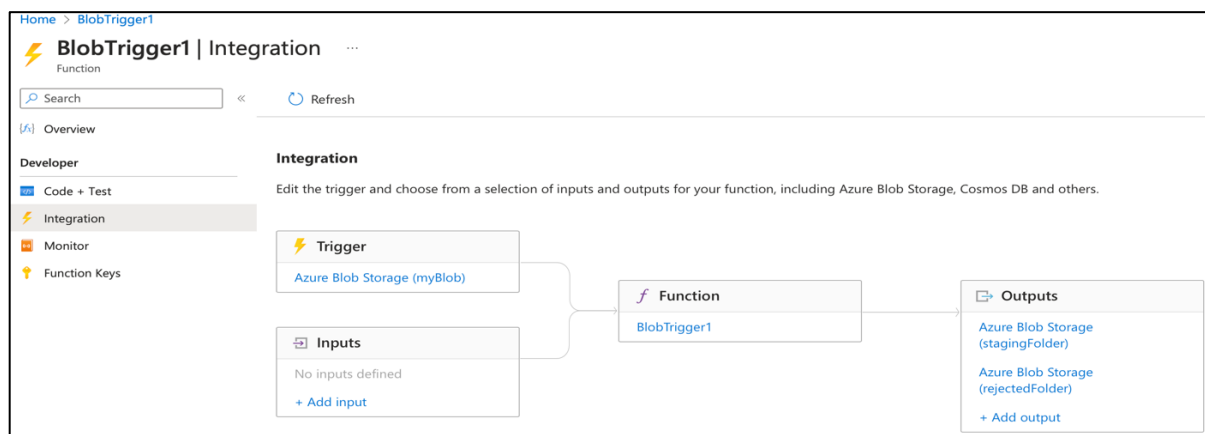 Home > BlobTrigger1
BlobTrigger1 | Integration ...
Function
Search
«
Refresh
Overview
Developer
Code + Test
Integration
Monitor
Function Keys
Integration
Edit the trigger and choose from a selection of inputs and outputs for your function, including Azure Blob Storage, Cosmos DB and others.
Trigger
Azure Blob Storage (myBlob)
Inputs
No inputs defined
+ Add input
Function
BlobTrigger1
Outputs
Azure Blob Storage
(stagingFolder)
Azure Blob Storage
(rejectedFolder)
+ Add output